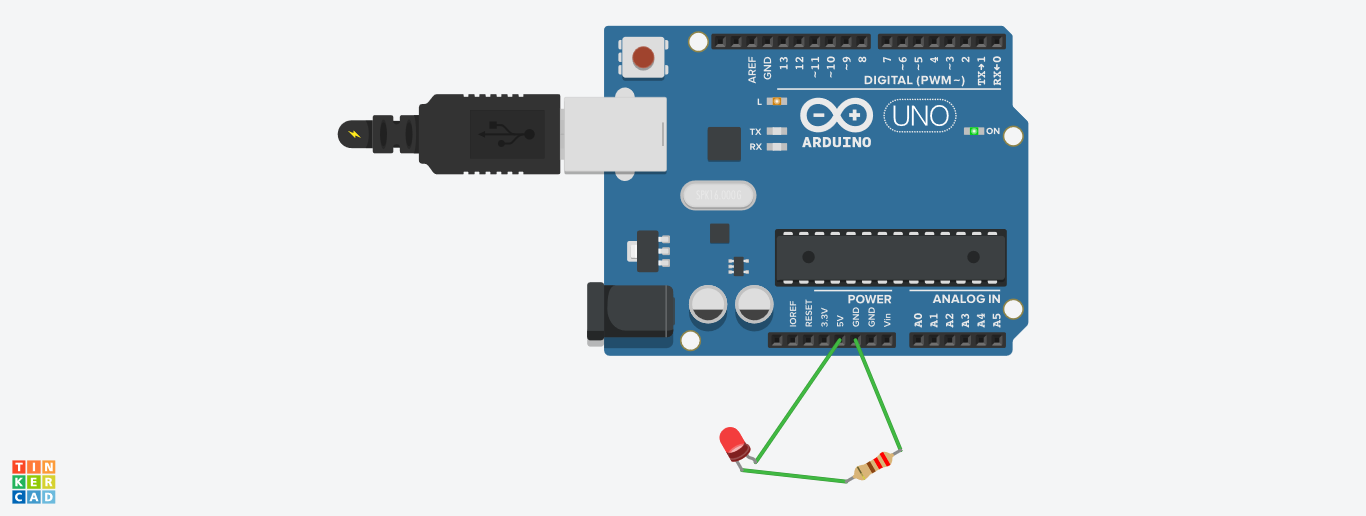 AREF
GND
13
12
~11
~10
~9
8
7
~6
~5
4
~3
2
TX→1
RX←0
DIGITAL (PWM~)
L
TX
RX
UNO
ON
ARDUINO
POWER
ANALOG IN
IOREF
RESET
3.3V
5V
GND
GND
Vin
A0
A1
A2
A3
A4
A5
TIN
KER
CAD